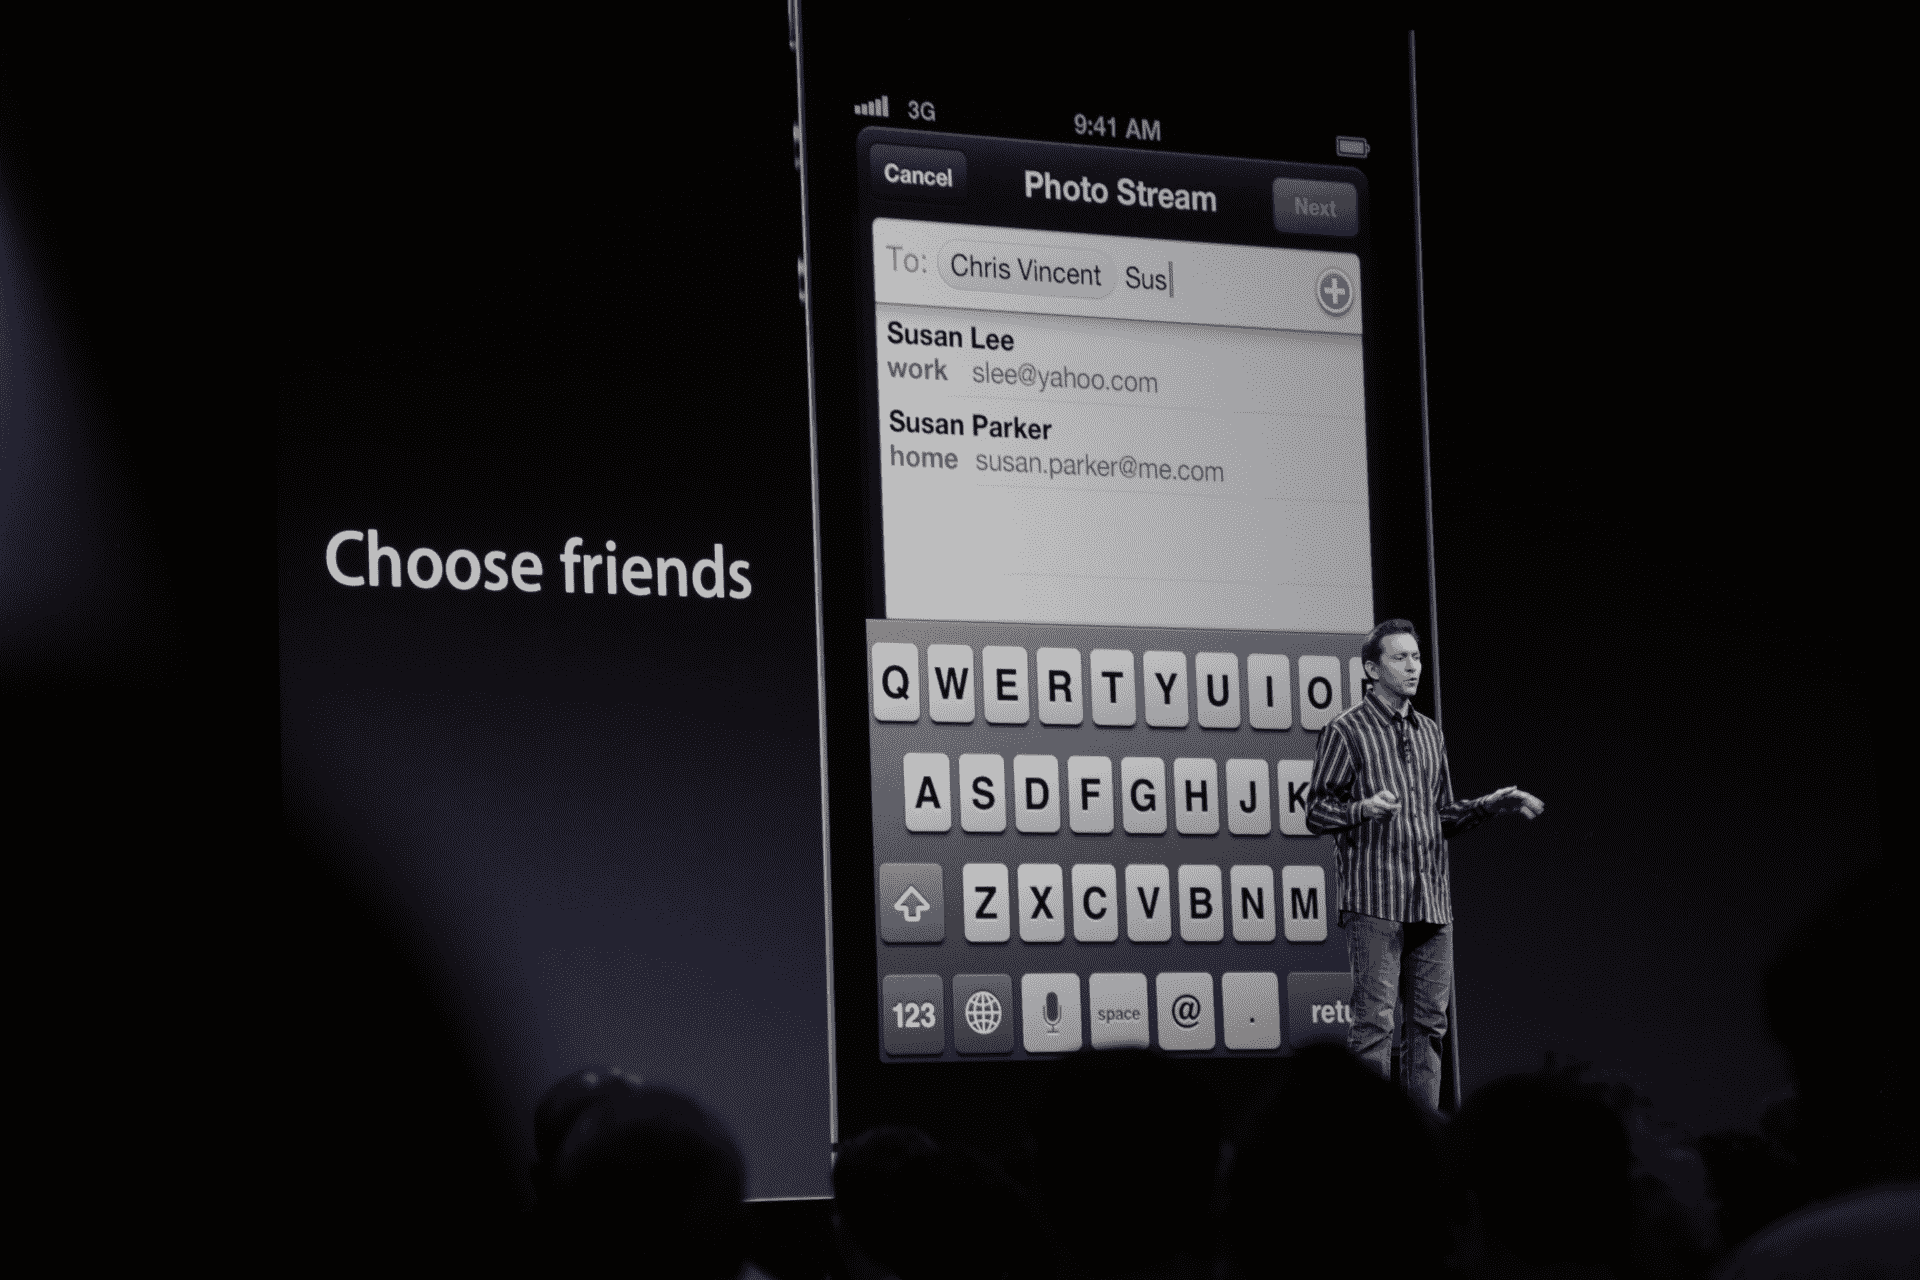 3G 9:41 AM
Cancel Photo Stream Next
To: Chris Vincent Sus
Susan Lee
work slee@yahoo.com
Susan Parker
home susan.parker@me.com
Choose friends
Q W E R T Y U I O
A S D F G H J K
Z X C V B N M
123 space @ .